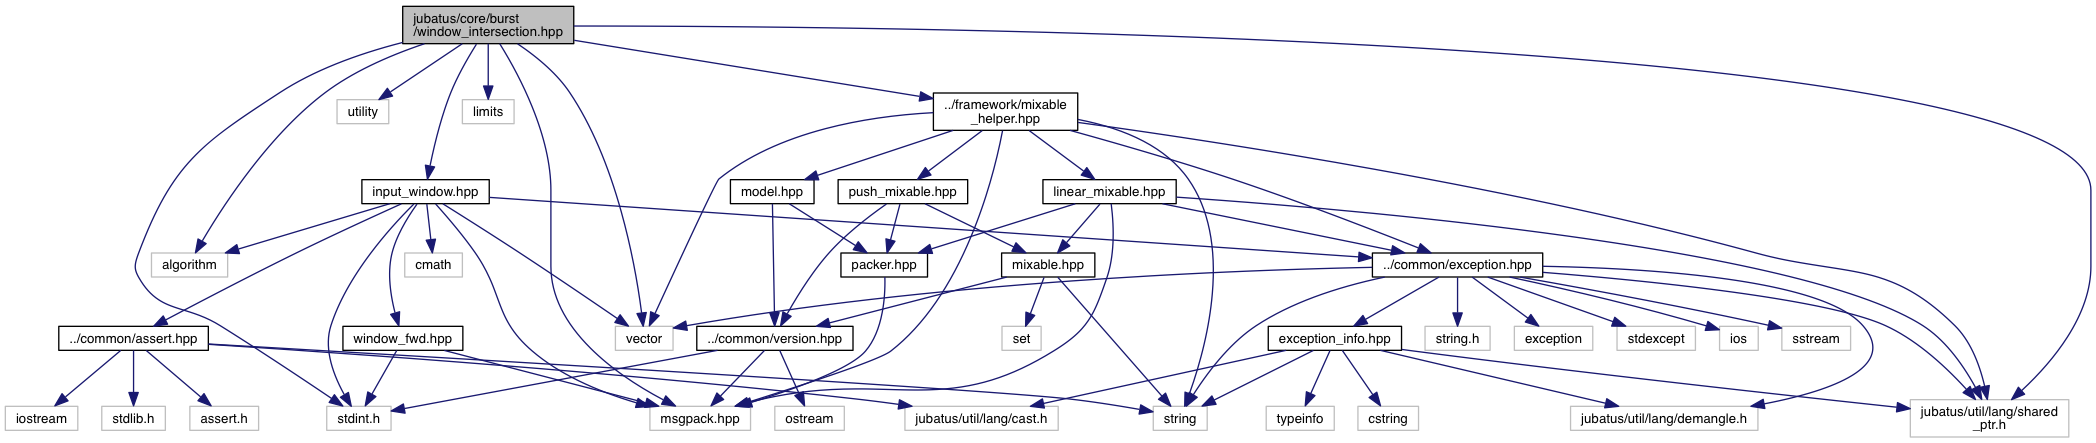 jubatus/core/burst
/window_intersection.hpp
utility
limits
../framework/mixable
_helper.hpp
input_window.hpp
model.hpp
push_mixable.hpp
linear_mixable.hpp
algorithm
cmath
packer.hpp
mixable.hpp
../common/exception.hpp
../common/assert.hpp
window_fwd.hpp
vector
../common/version.hpp
set
exception_info.hpp
string.h
exception
stdexcept
ios
sstream
iostream
stdlib.h
assert.h
stdint.h
msgpack.hpp
ostream
jubatus/util/lang/cast.h
string
typeinfo
cstring
jubatus/util/lang/demangle.h
jubatus/util/lang/shared
_ptr.h